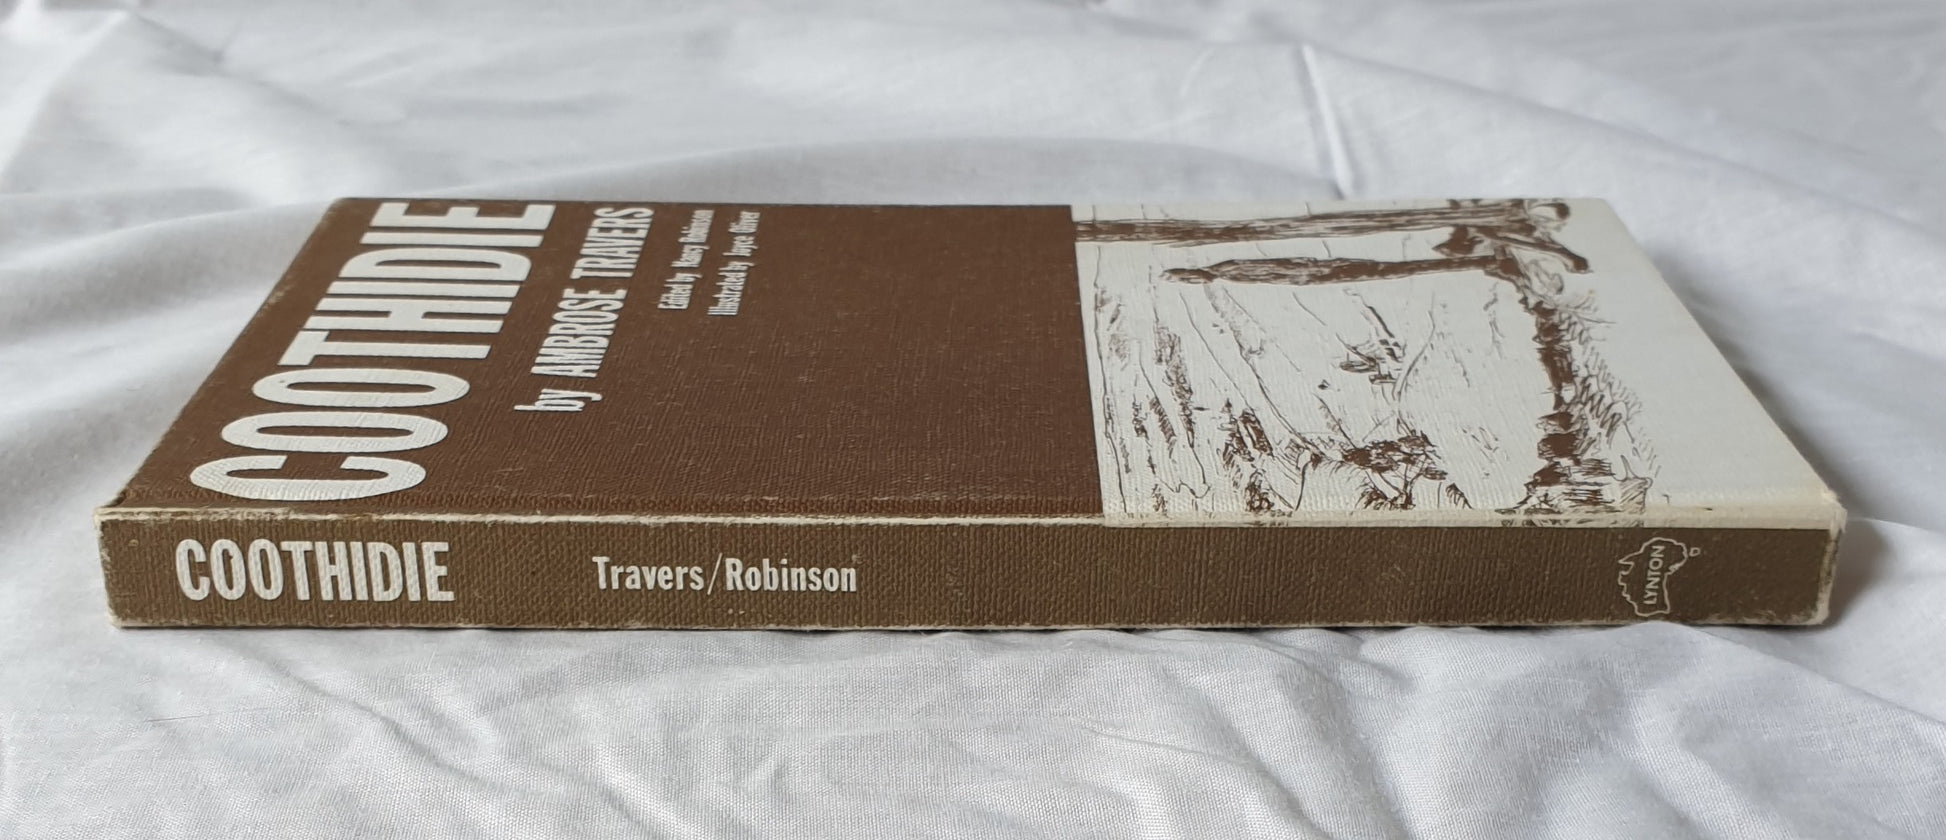 COOTHIDIE
by AMBROSE TRAVERS
Edited by Nancy Robinson
Illustrated by Joyce Oliver
COOTHIDIE Travers/Robinson LYNTON